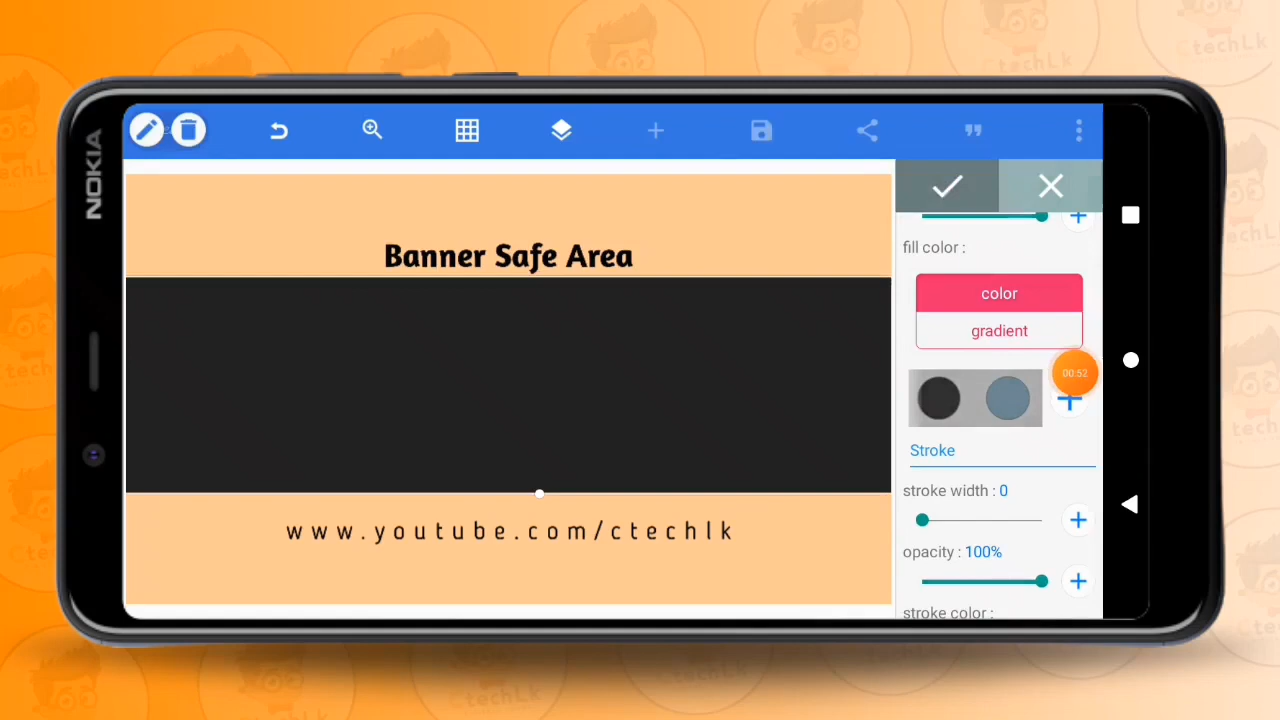 NOKIA
Banner Safe Area
www.youtube.com/ctechlk
fill color :
color
gradient
00:52
Stroke
stroke width : 0
opacity : 100%
stroke color :
CtechLk